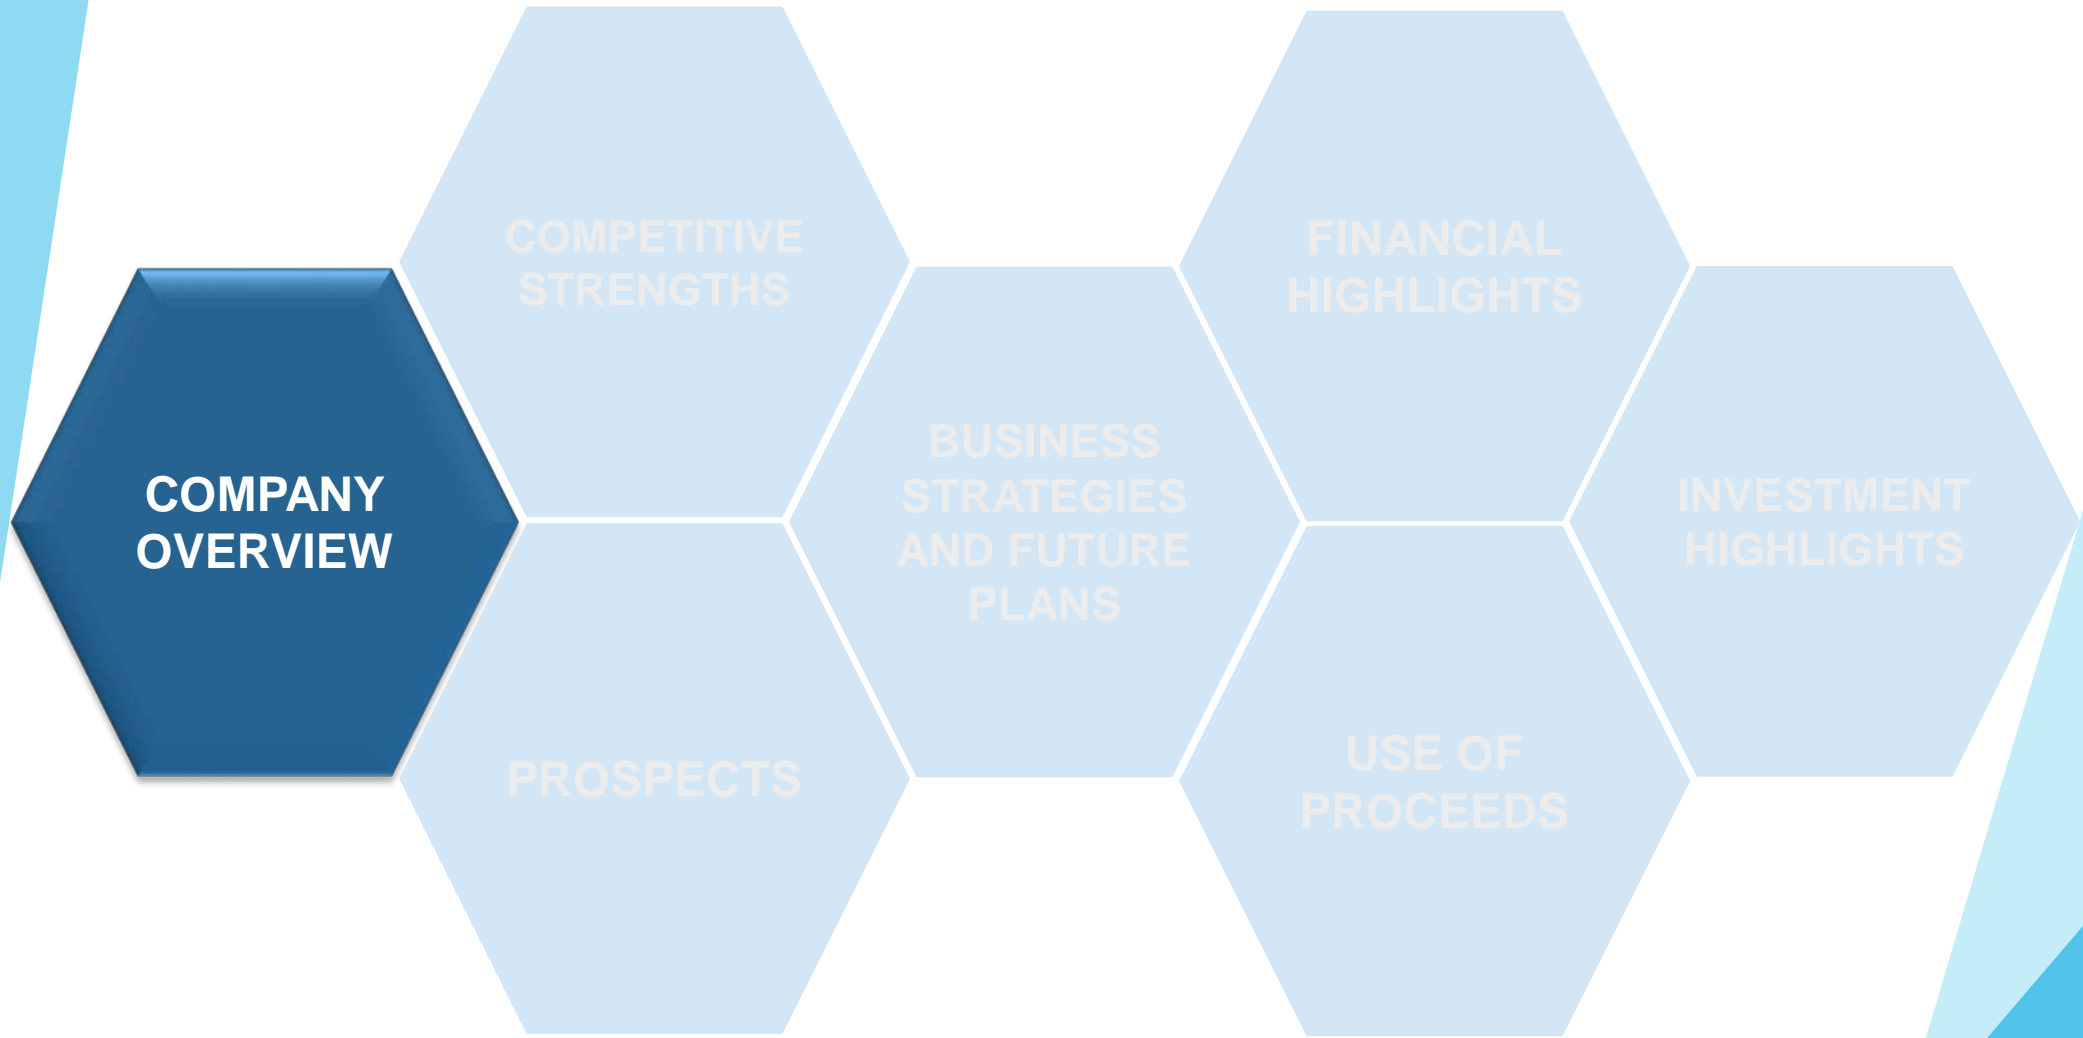 COMPANY
OVERVIEW
COMPETITIVE
STRENGTHS
PROSPECTS
BUSINESS
STRATEGIES
AND FUTURE
PLANS
FINANCIAL
HIGHLIGHTS
USE OF
PROCEEDS
INVESTMENT
HIGHLIGHTS